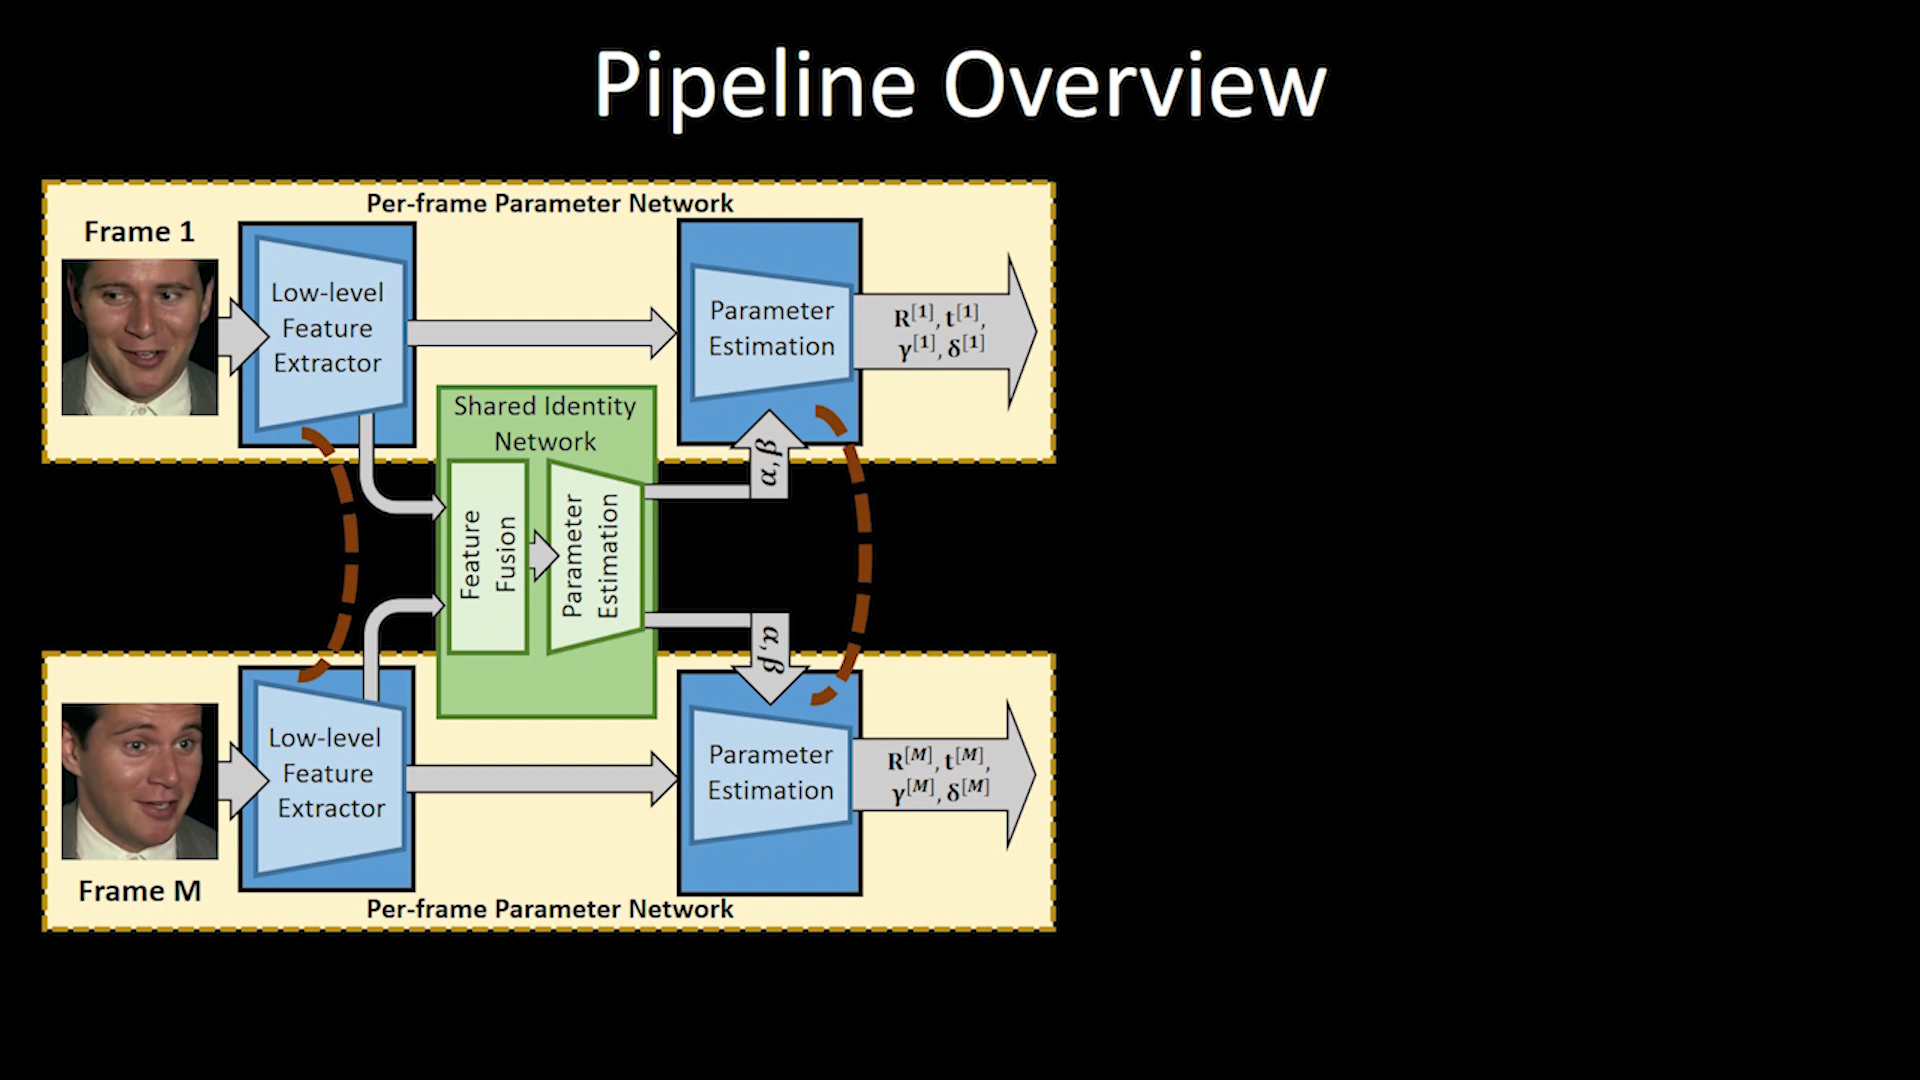 Pipeline Overview
Per-frame Parameter Network
Frame 1
Low-level
Feature
Extractor
Parameter
Estimation
R^[1], t^[1],
γ^[1], δ^[1]
Shared Identity
Network
Feature
Fusion
Parameter
Estimation
α, β
α, β
Low-level
Feature
Extractor
Parameter
Estimation
R^[M], t^[M],
γ^[M], δ^[M]
Frame M
Per-frame Parameter Network